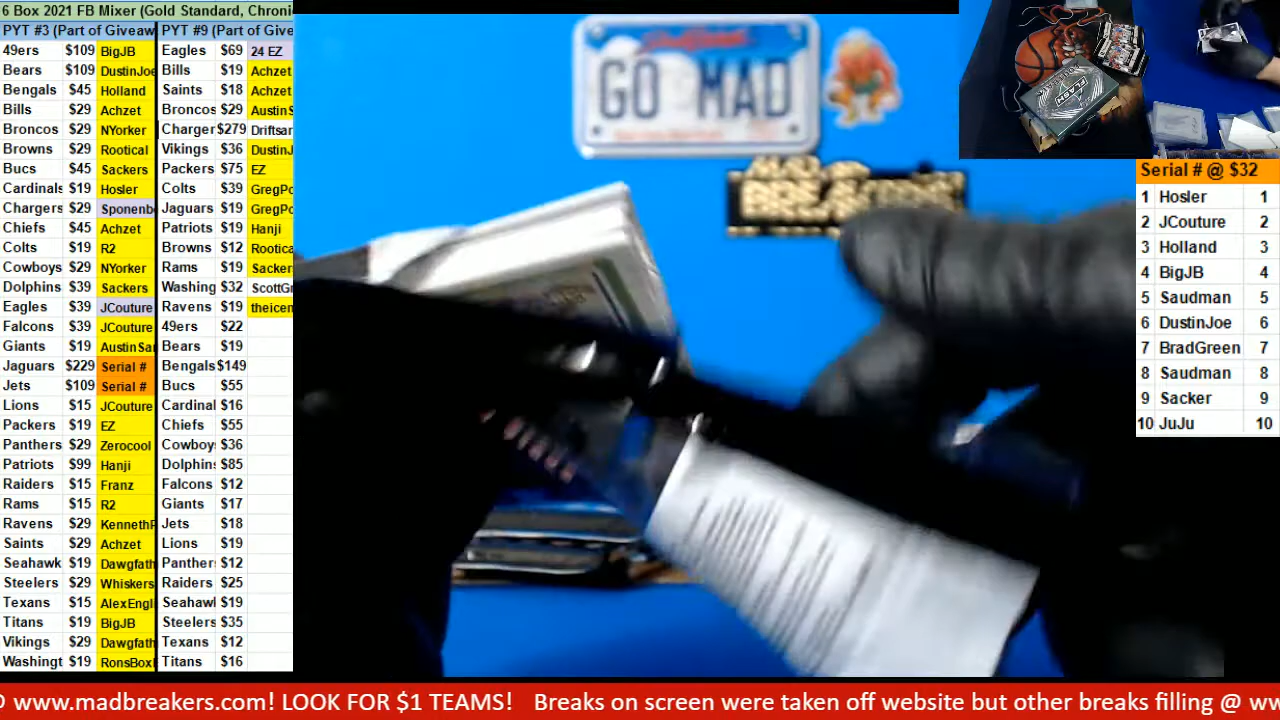 6 Box 2021 FB Mixer (Gold Standard, Chroni
PYT #3 (Part of Giveaw PYT #9 (Part of Give
49ers $109 BigJB Eagles $69 24 EZ
Bears $109 DustinJoe Bills $19 Achzet
Bengals $45 Holland Saints $18 Achzet
Bills $29 Achzet Broncos $29 AustinS
Broncos $29 NYorker Charger $279 Driftsar
Browns $29 Rootical Vikings $36 DustinJ
Bucs $45 Sackers Packers $75 EZ
Cardinals $19 Hosler Colts $39 GregPo
Chargers $29 Sponenb Jaguars $19 GregPo
Chiefs $45 Achzet Patriots $19 Hanji
Colts $19 R2 Browns $12 Rootica
Cowboys $29 NYorker Rams $19 Sacker
Dolphins $39 Sackers Washing $32 ScottGr
Eagles $39 JCouture Ravens $19 theicen
Falcons $39 JCouture 49ers $22
Giants $19 AustinSar Bears $19
Jaguars $229 Serial # Bengals $149
Jets $109 Serial # Bucs $55
Lions $15 JCouture Cardinal $16
Packers $19 EZ Chiefs $55
Panthers $29 Zerocool Cowboy $36
Patriots $99 Hanji Dolphin $85
Raiders $15 Franz Falcons $12
Rams $15 R2 Giants $17
Ravens $29 KennethF Jets $18
Saints $29 Achzet Lions $19
Seahawk $19 Dawgfath Panther $12
Steelers $29 Whiskers Raiders $25
Texans $15 AlexEngl Seahawl $19
Titans $19 BigJB Steelers $35
Vikings $29 Dawgfath Texans $12
Washingt $19 RonsBoxi Titans $16
GO MAD
MAD
BREAKERS
FLASH
Serial # @ $32
1 Hosler 1
2 JCouture 2
3 Holland 3
4 BigJB 4
5 Saudman 5
6 DustinJoe 6
7 BradGreen 7
8 Saudman 8
9 Sacker 9
10 JuJu 10
www.madbreakers.com! LOOK FOR $1 TEAMS! Breaks on screen were taken off website but other breaks filling @ ww